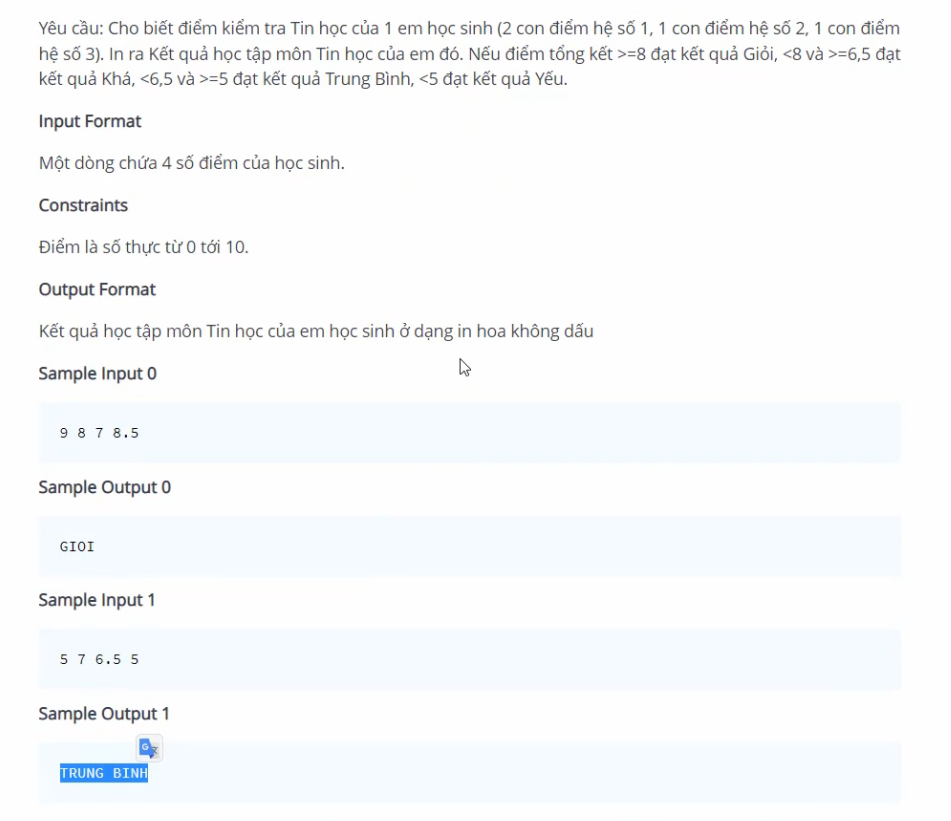 Yêu cầu: Cho biết điểm kiểm tra Tin học của 1 em học sinh (2 con điểm hệ số 1, 1 con điểm hệ số 2, 1 con điểm
hệ số 3). In ra Kết quả học tập môn Tin học của em đó. Nếu điểm tổng kết >=8 đạt kết quả Giỏi, <8 và >=6,5 đạt
kết quả Khá, <6,5 và >=5 đạt kết quả Trung Bình, <5 đạt kết quả Yếu.
Input Format
Một dòng chứa 4 số điểm của học sinh.
Constraints
Điểm là số thực từ 0 tới 10.
Output Format
Kết quả học tập môn Tin học của em học sinh ở dạng in hoa không dấu
Sample Input 0
9 8 7 8.5
Sample Output 0
GIOI
Sample Input 1
5 7 6.5 5
Sample Output 1
TRUNG BINH